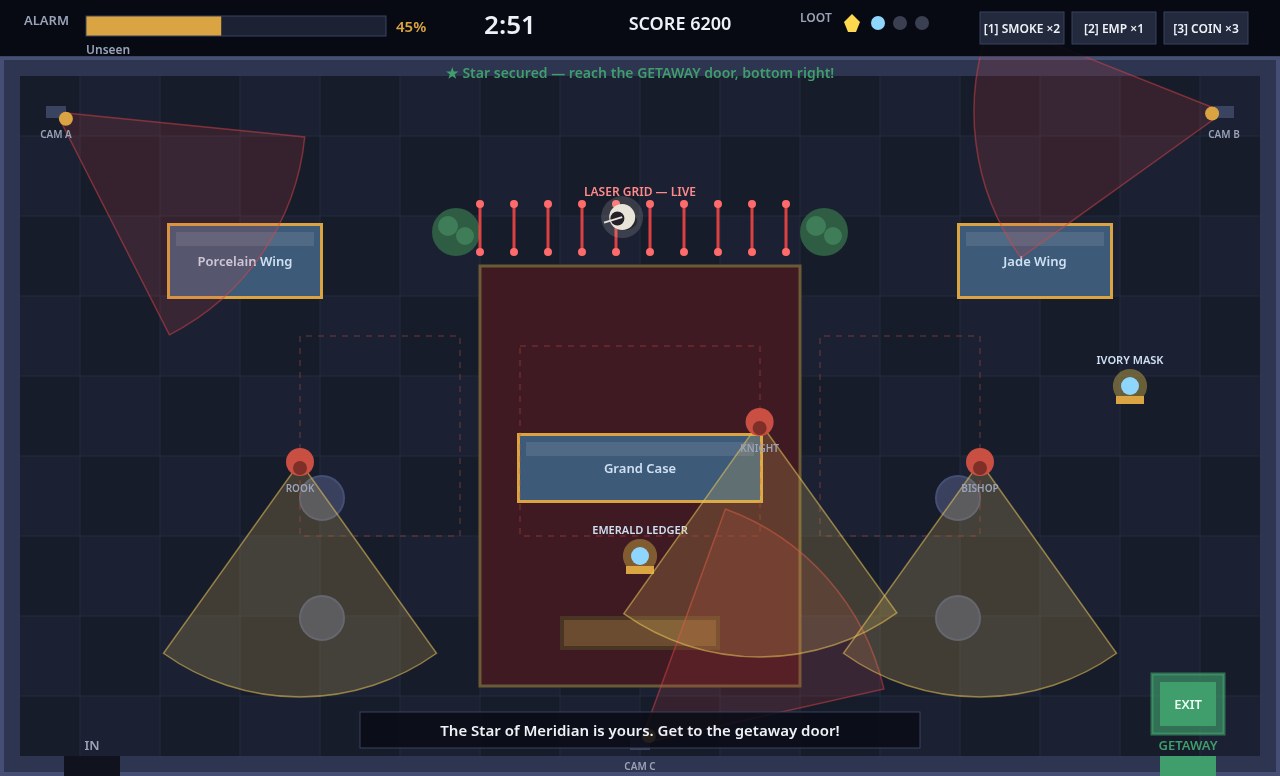 ALARM
45%
Unseen
2:51
SCORE 6200
LOOT
[1] SMOKE ×2
[2] EMP ×1
[3] COIN ×3
★ Star secured — reach the GETAWAY door, bottom right!
CAM A
CAM B
LASER GRID — LIVE
Porcelain Wing
Jade Wing
IVORY MASK
KNIGHT
Grand Case
ROOK
BISHOP
EMERALD LEDGER
EXIT
The Star of Meridian is yours. Get to the getaway door!
IN
GETAWAY
CAM C